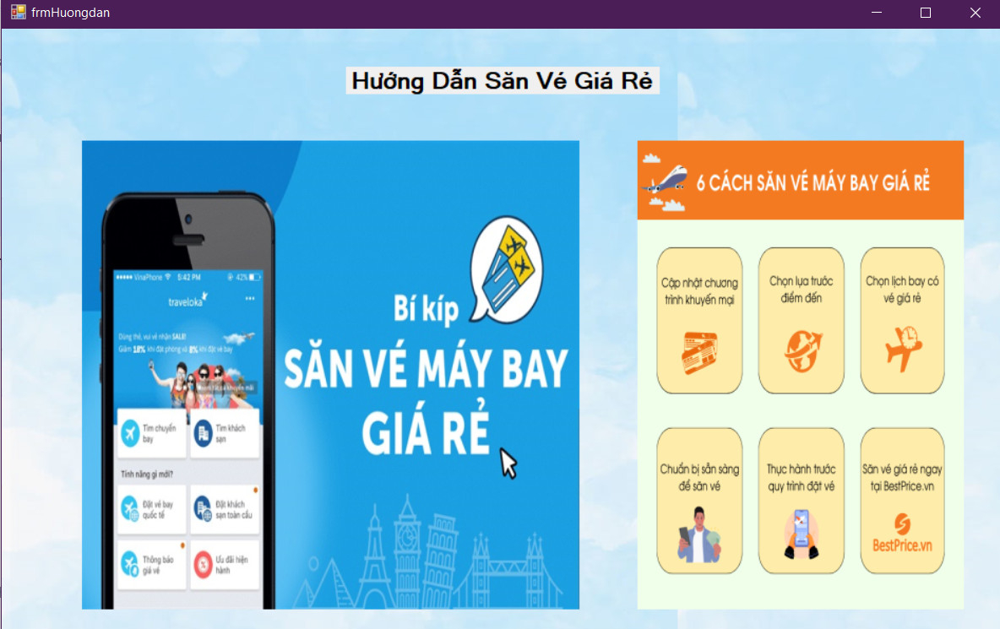 frmHuongdan
Hướng Dẫn Săn Vé Giá Rẻ
VinaPhone 5:42 PM 42%
traveloka
Dùng thẻ, vui vẻ nhận SALE!
Giảm 18% khi đặt phòng và 8% khi đặt vé bay
khuyến mãi
Tìm chuyến
bay
Tìm khách
sạn
Tính năng gì mới?
Đặt vé bay
quốc tế
Đặt khách
sạn toàn cầu
Thông báo
giá vé
Ưu đãi hiện
hành
Bí kíp
SĂN VÉ MÁY BAY
GIÁ RẺ
6 CÁCH SĂN VÉ MÁY BAY GIÁ RẺ
Cập nhật chương
trình khuyến mại
Chọn lựa trước
điểm đến
Chọn lịch bay có
vé giá rẻ
Chuẩn bị sẵn sàng
để săn vé
Thực hành trước
quy trình đặt vé
Săn vé giá rẻ ngay
tại BestPrice.vn
BestPrice.vn